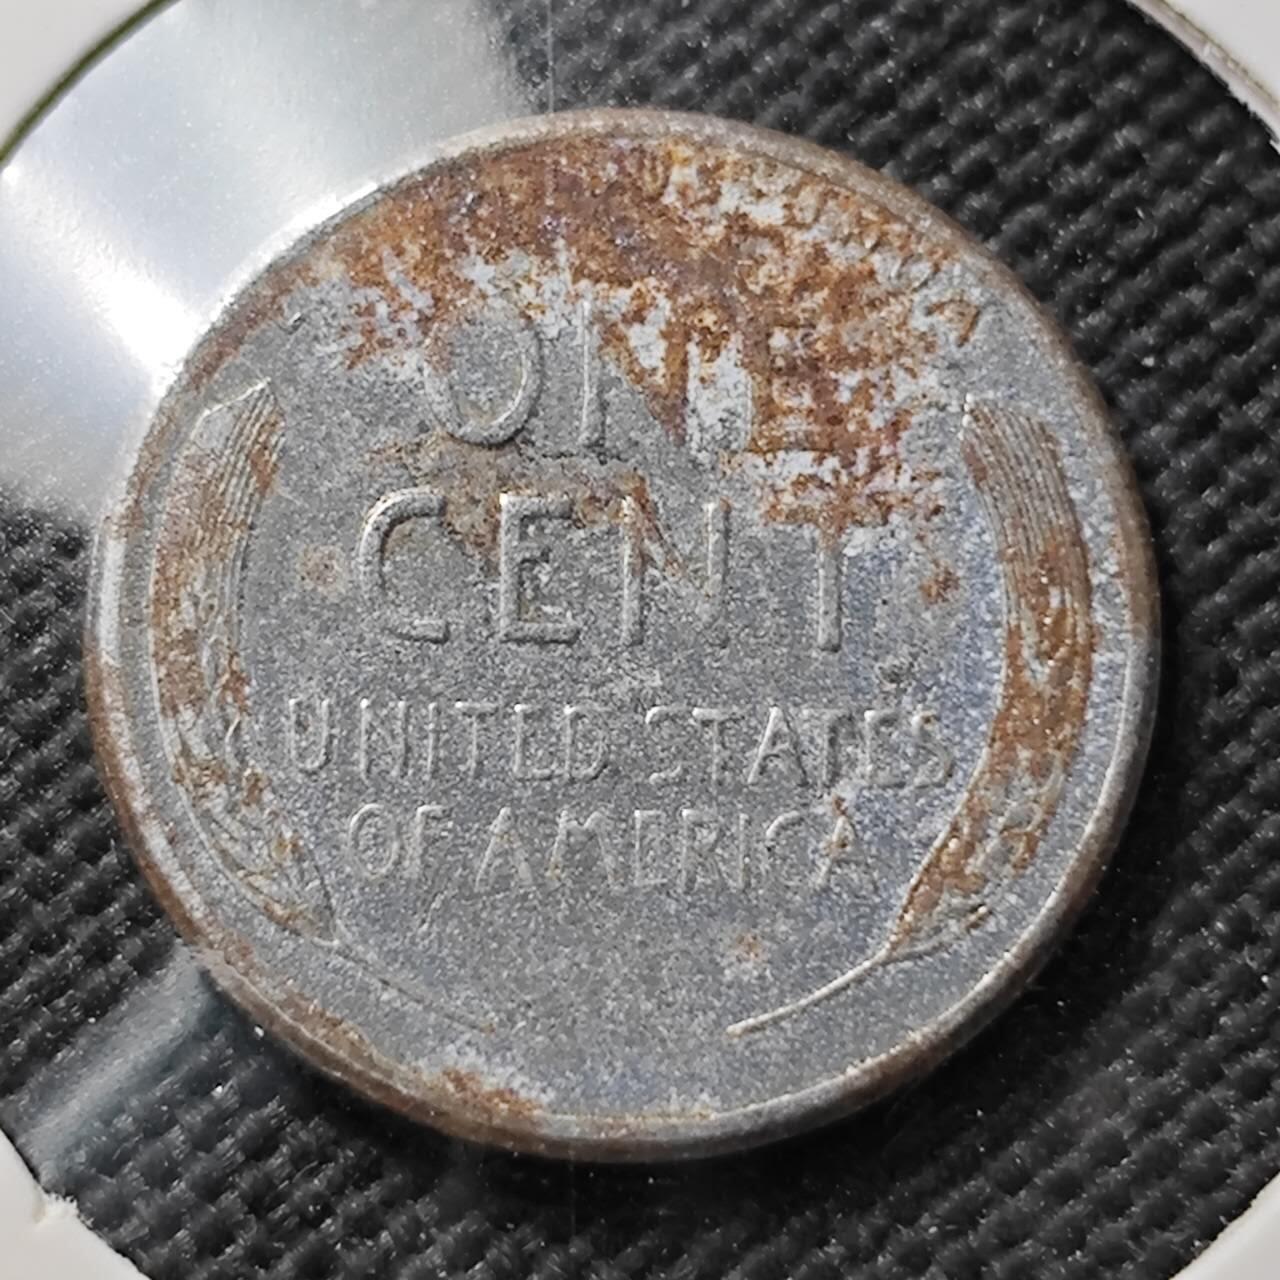 ONE
CENT
UNITED STATES
OF AMERICA